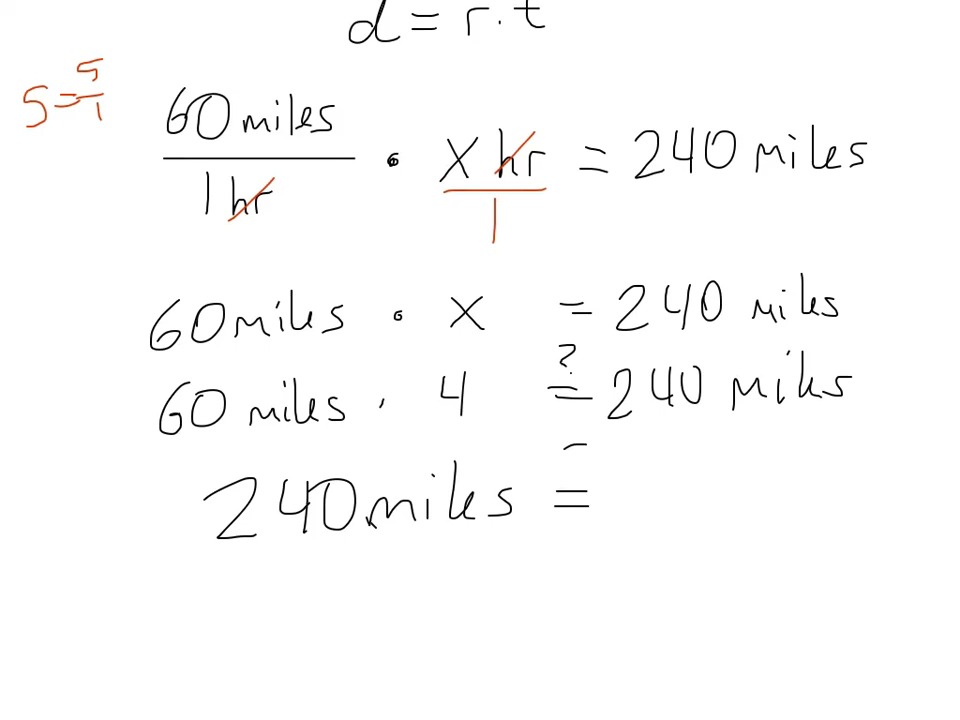 d = r · t
5 = 5/1
60 miles / 1 hr · x hr / 1 = 240 miles
60 miles · x = 240 miles
60 miles · 4 ?= 240 miles
240 miles =